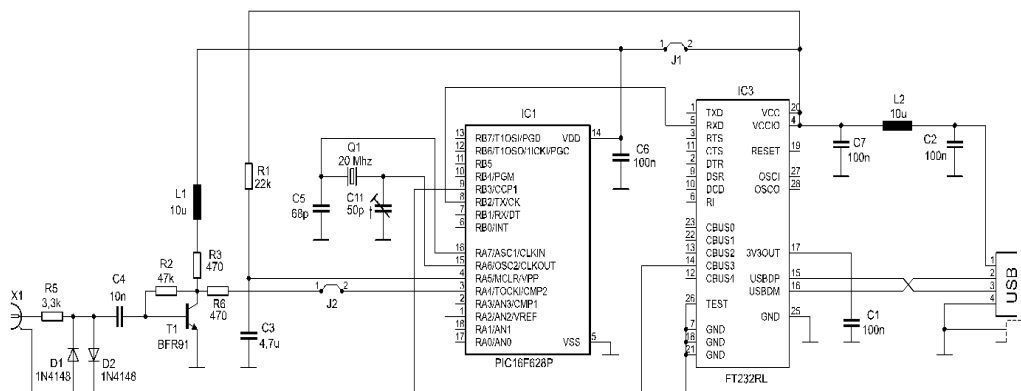 1 2
J1
IC3
IC1
1 TXD VCC 20
5 RXD VCCIO 4
3 RTS
11 CTS RESET 19
2 DTR
9 DSR OSCI 27
10 DCD OSCO 28
6 RI
23 CBUS0
22 CBUS1
13 CBUS2 3V3OUT 17
14 CBUS3
12 CBUS4 USBDP 15
USBDM 16
26 TEST
GND 25
7 GND
18 GND
21 GND
FT232RL
13 RB7/T1OSI/PGD VDD 14
12 RB6/T1OSO/1ICKI/PGC
11 RB5
10 RB4/PGM
9 RB3/CCP1
8 RB2/TX/CK
7 RB1/RX/DT
6 RB0/INT
16 RA7/ASC1/CLKIN
15 RA6/OSC2/CLKOUT
4 RA5/MCLR/VPP
3 RA4/TOCKI/CMP2
2 RA3/AN3/CMP1
1 RA2/AN2/VREF
18 RA1/AN1
17 RA0/AN0 VSS 5
PIC16F628P
L2
10u
C7
100n
C2
100n
C6
100n
Q1
20 Mhz
C5
68p
C11
50p
R1
22k
L1
10u
R3
470
R2
47k
R6
470
C4
10n
X1
R5
3,3k
T1
BFR91
C3
4,7u
D1
1N4148
D2
1N4148
1 2
J2
C1
100n
1
2
3
4
USB